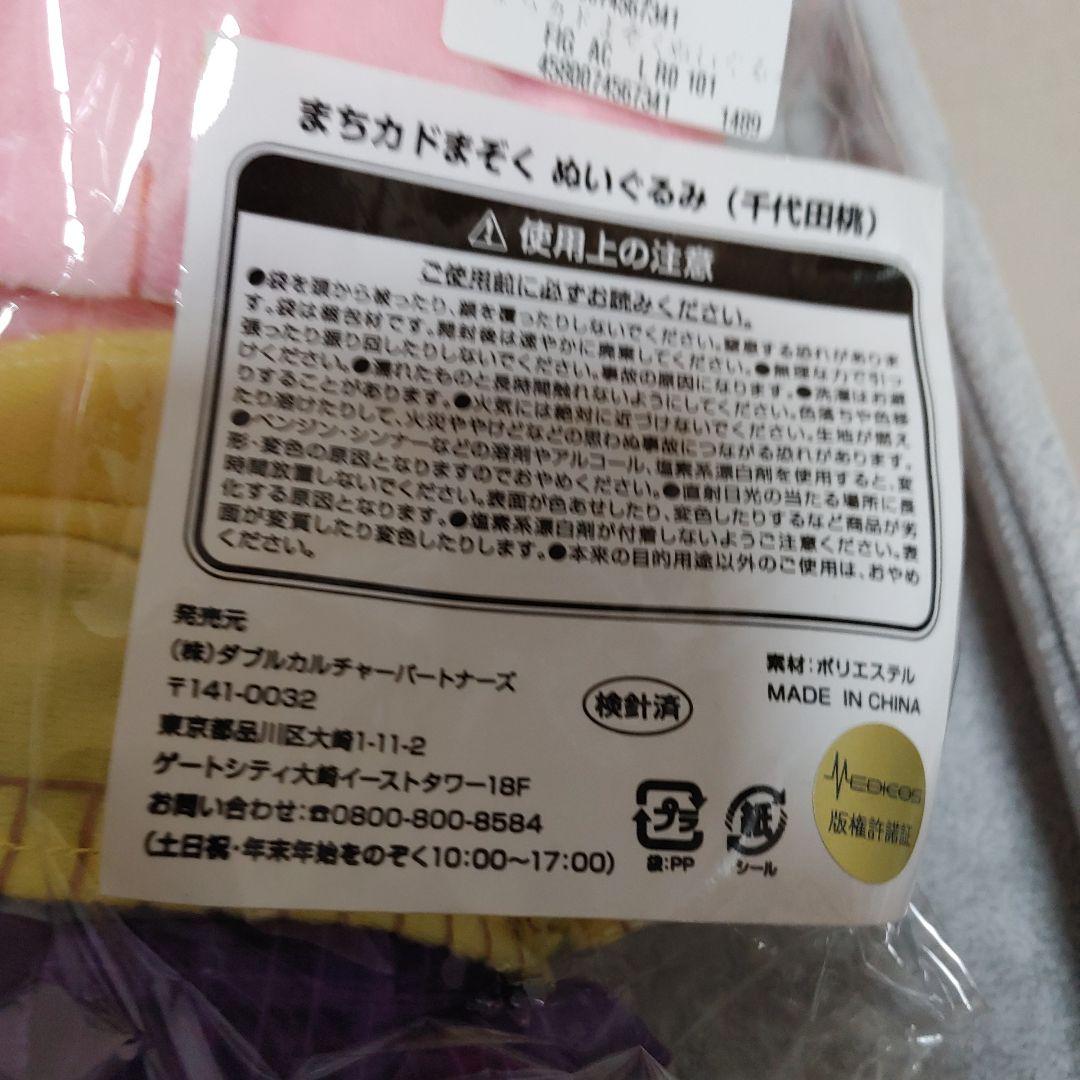 4580074567341
まちカドまぞくぬいぐるみ
FIG AC L RO 101
4580074567341 1489
まちカドまぞく ぬいぐるみ（千代田桃）
⚠ 使用上の注意
ご使用前に必ずお読みください。
●袋を頭から被ったり、顔を覆ったりしないでください。窒息する恐れがありま
す。袋は梱包材です。開封後は速やかに廃棄してください。●無理な力で引っ
張ったり振り回したりしないでください。事故の原因になります。●洗濯はお避
けください。●濡れたものと長時間触れないようにしてください。色落ちや色移
りすることがあります。●火気には絶対に近づけないでください。生地が燃え
たり溶けたりして、火災ややけどなどの思わぬ事故につながる恐れがあります。
●ベンジン・シンナーなどの溶剤やアルコール、塩素系漂白剤を使用すると、変
形・変色の原因となりますのでおやめください。●直射日光の当たる場所に長
時間放置しないでください。表面が色あせしたり、変色したりするなど商品が劣
化する原因となります。●塩素系漂白剤が付着しないようご注意ください。表
面が変質したり変色したりします。●本来の目的用途以外のご使用は、おやめ
ください。
発売元
（株）ダブルカルチャーパートナーズ
〒141-0032
東京都品川区大崎1-11-2
ゲートシティ大崎イーストタワー18F
お問い合わせ：☎0800-800-8584
（土日祝・年末年始をのぞく10:00～17:00）
検針済
素材：ポリエステル
MADE IN CHINA
プラ
袋:PP
紙
シール
MEDICOS
版権許諾証